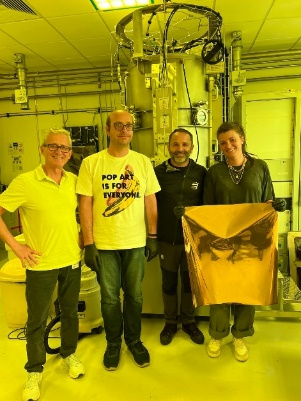 POP ART
IS FOR
EVERYONE.